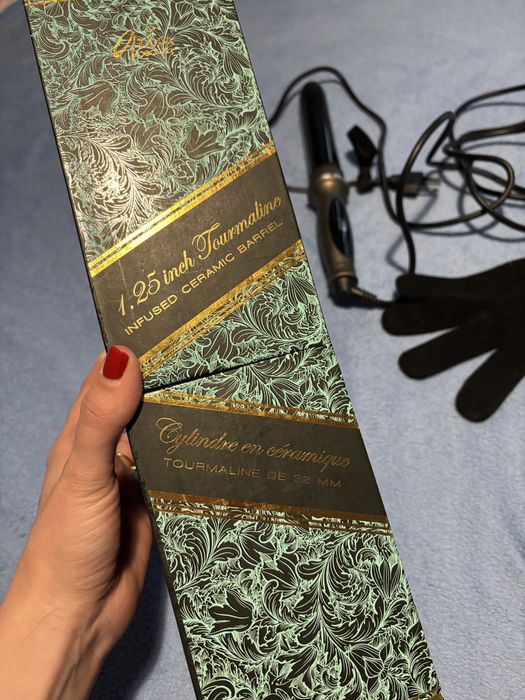 1.25 inch Tourmaline
INFUSED CERAMIC BARREL
Cylindre en céramique
TOURMALINE DE 32 MM